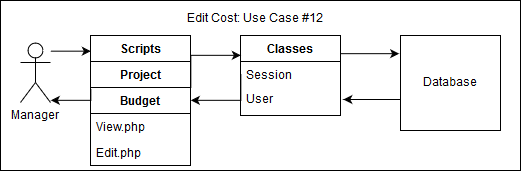 Edit Cost: Use Case #12
Scripts
Project
Budget
View.php
Edit.php
Classes
Session
User
Database
Manager